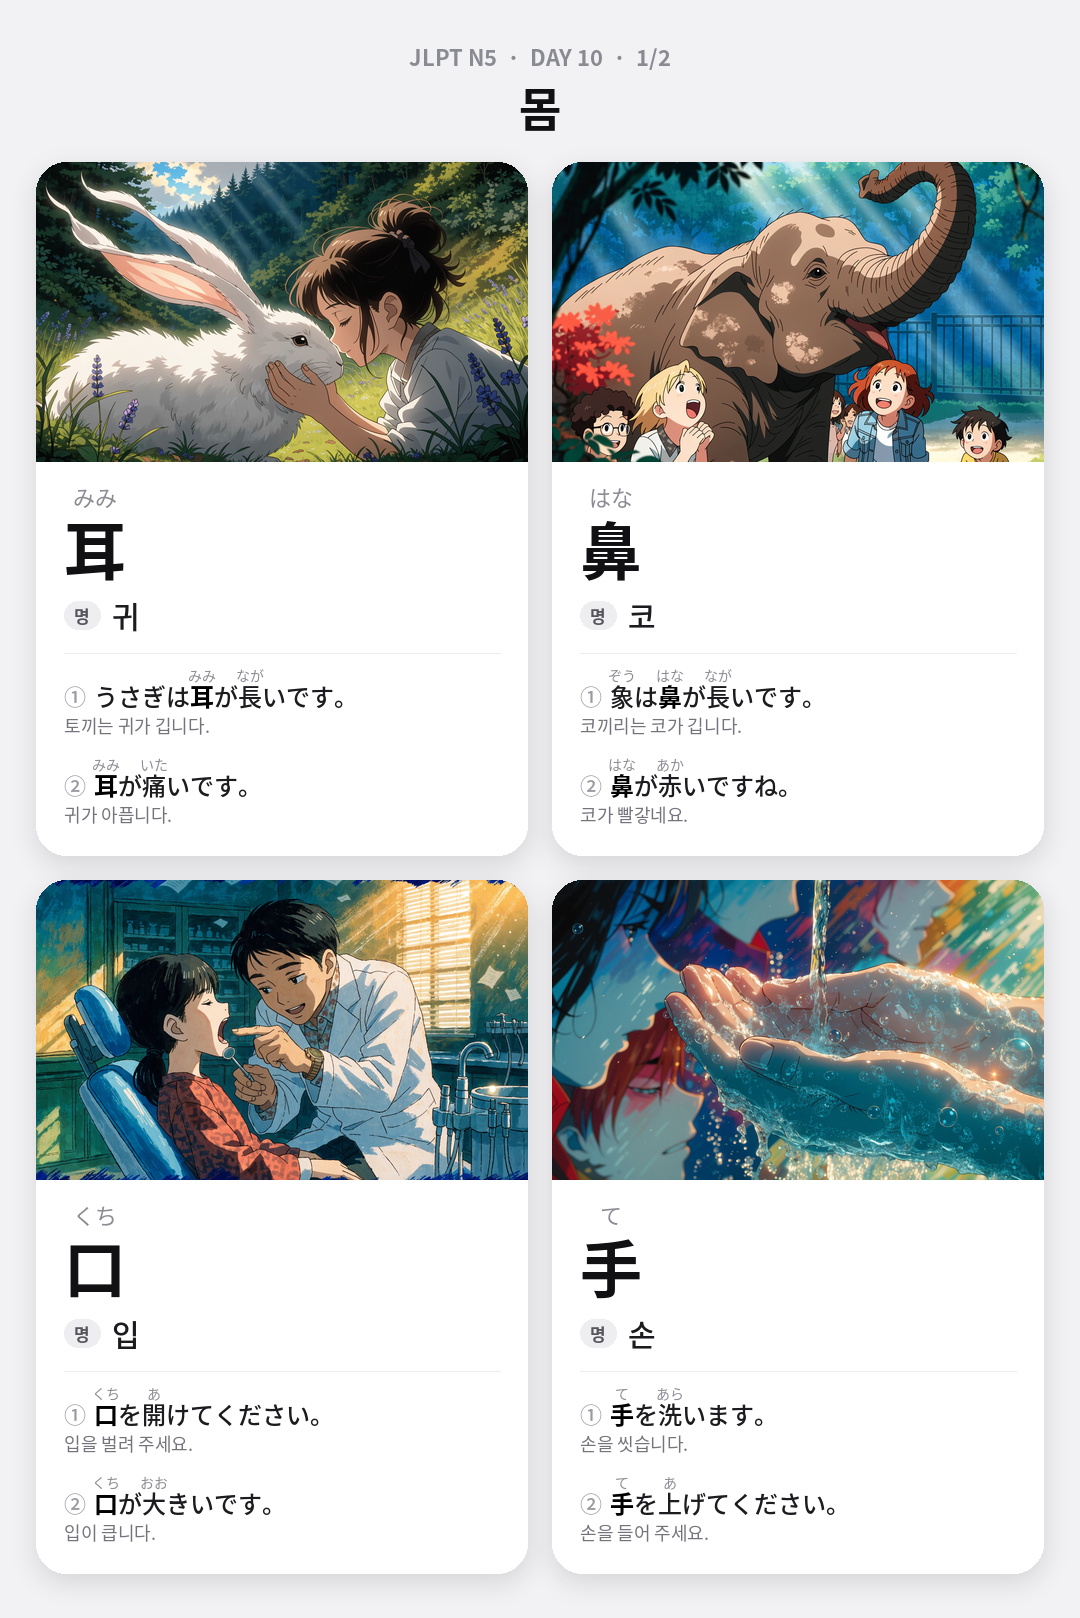 JLPT N5 · DAY 10 · 1/2
몸
みみ
耳
명 귀
みみ なが
① うさぎは耳が長いです。
토끼는 귀가 깁니다.
みみ いた
② 耳が痛いです。
귀가 아픕니다.
はな
鼻
명 코
ぞう はな なが
① 象は鼻が長いです。
코끼리는 코가 깁니다.
はな あか
② 鼻が赤いですね。
코가 빨갛네요.
くち
口
명 입
くち あ
① 口を開けてください。
입을 벌려 주세요.
くち おお
② 口が大きいです。
입이 큽니다.
て
手
명 손
て あら
① 手を洗います。
손을 씻습니다.
て あ
② 手を上げてください。
손을 들어 주세요.